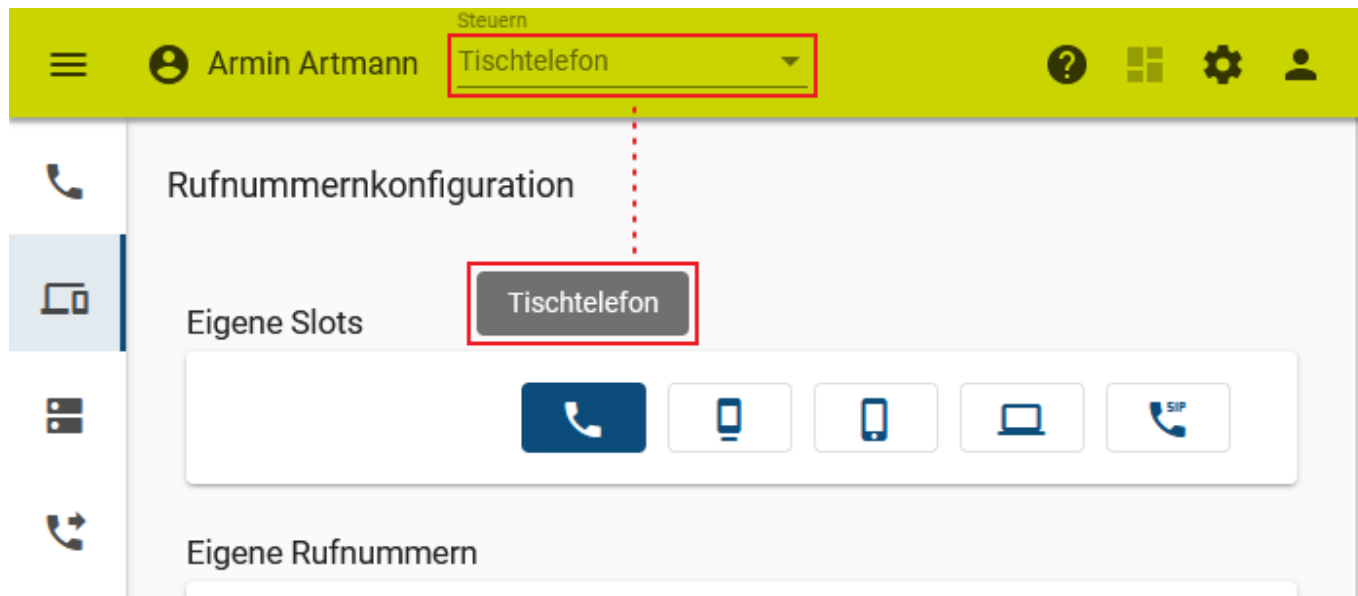 Steuern
Armin Artmann
Tischtelefon
Rufnummernkonfiguration
Tischtelefon
Eigene Slots
SIP
Eigene Rufnummern